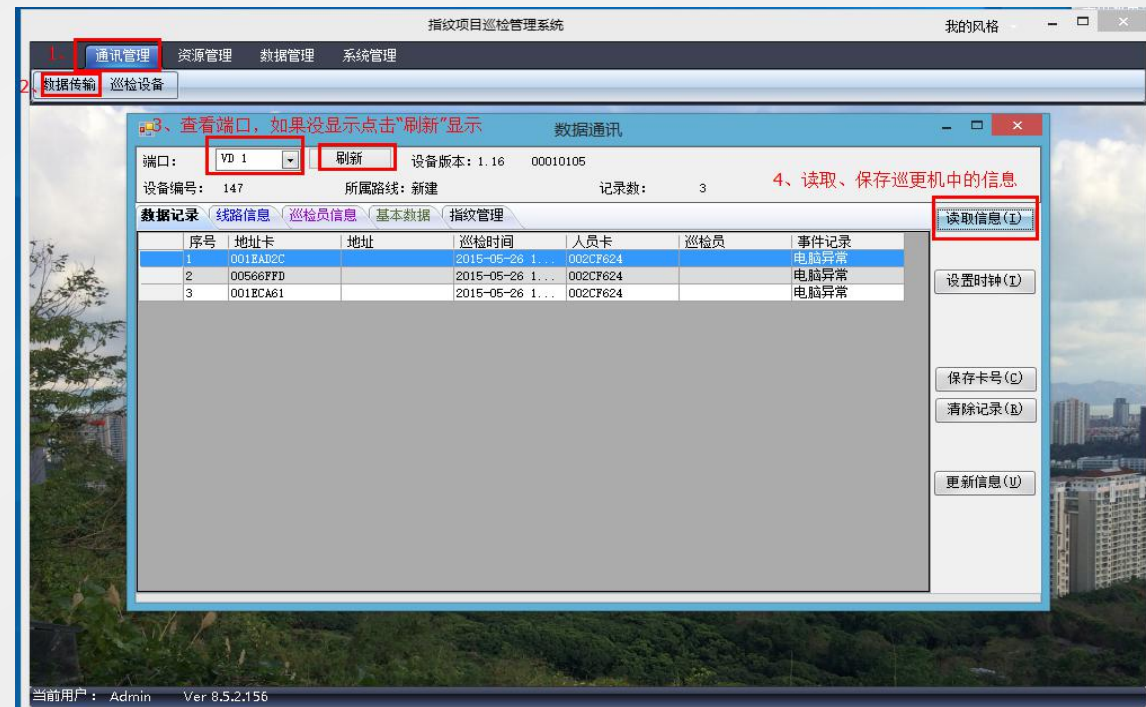 指纹项目巡检管理系统 我的风格
1、 通讯管理 资源管理 数据管理 系统管理
2、 数据传输 巡检设备
3、查看端口，如果没显示点击“刷新”显示 数据通讯
端口： VD 1 刷新 设备版本：1.16 00010105
设备编号： 147 所属路线：新建 记录数： 3
4、读取、保存巡更机中的信息
数据记录 线路信息 巡检员信息 基本数据 指纹管理 读取信息(I)
序号 地址卡 地址 巡检时间 人员卡 巡检员 事件记录
1 001EAD2C 2015-05-26 1... 002CF624 电脑异常
2 00566FFD 2015-05-26 1... 002CF624 电脑异常
3 001ECA61 2015-05-26 1... 002CF624 电脑异常
设置时钟(T)
保存卡号(C)
清除记录(R)
更新信息(U)
当前用户： Admin Ver 8.5.2.156